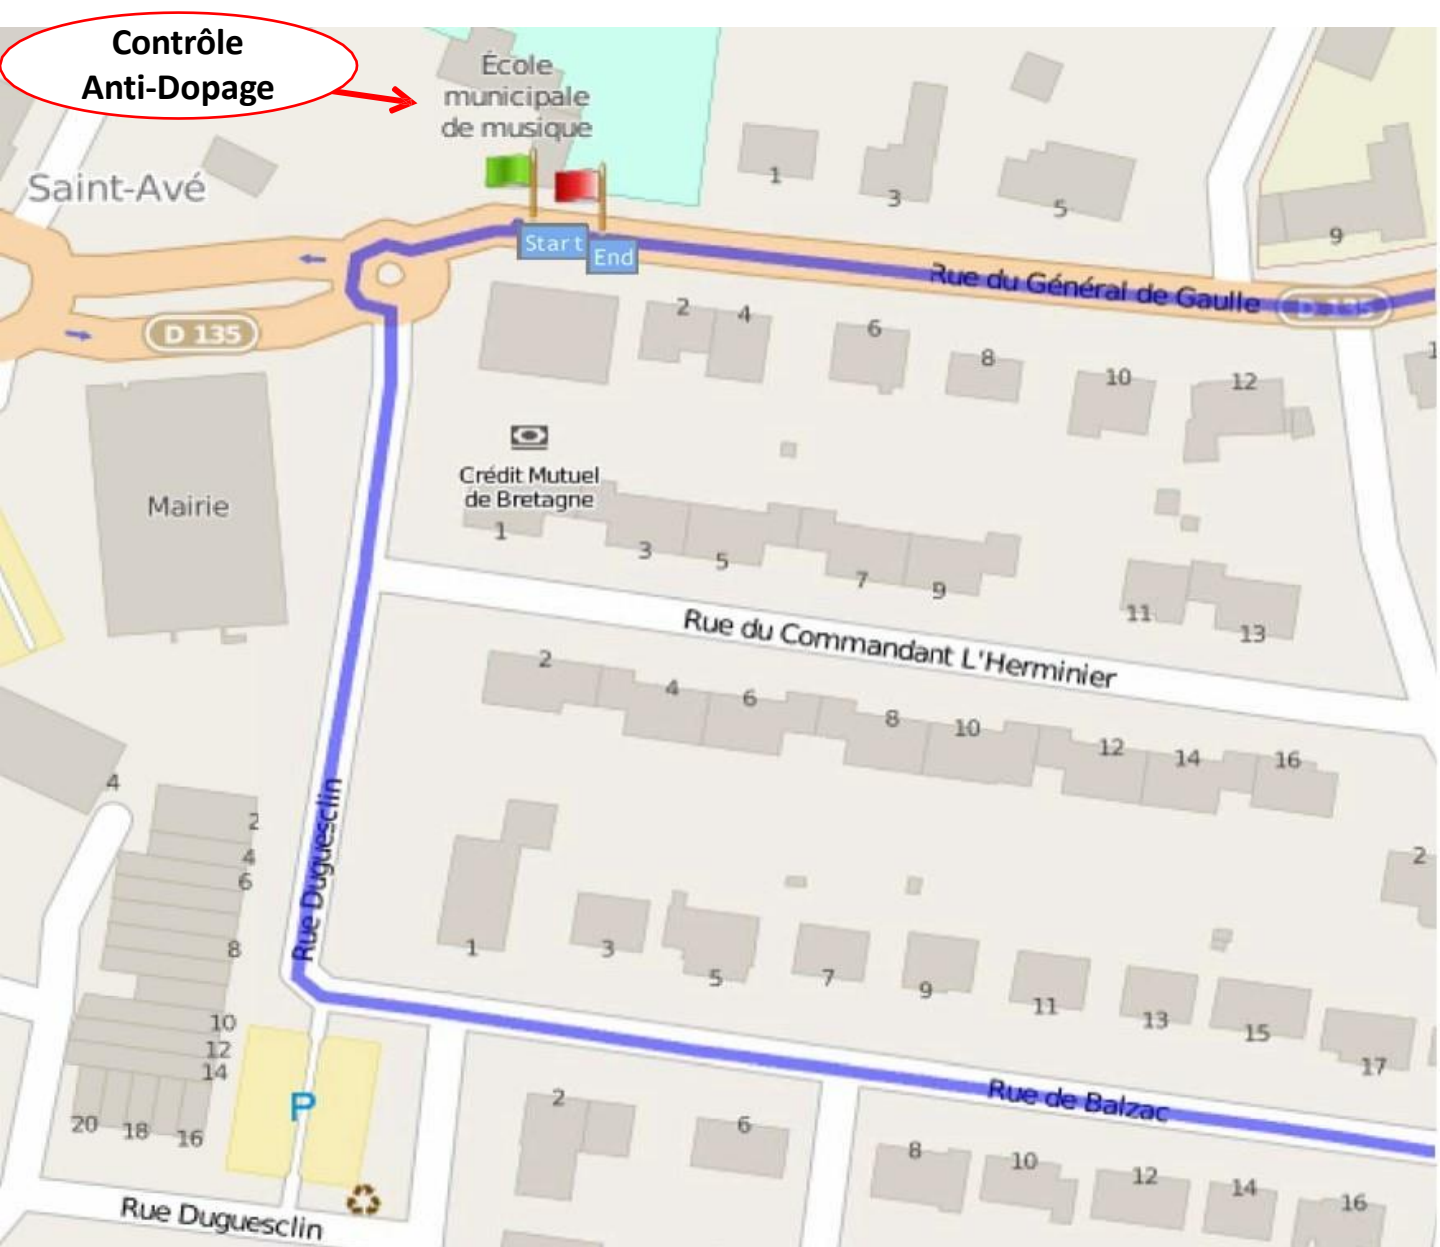 Contrôle
Anti-Dopage
École
municipale
de musique
Saint-Avé
1
3
5
9
Start
End
Rue du Général de Gaulle
D 135
D 135
2
4
6
8
10
12
1
Mairie
Crédit Mutuel
de Bretagne
1
3
5
7
9
11
13
Rue du Commandant L'Herminier
2
4
6
8
10
12
14
16
4
2
4
6
8
10
12
14
20
18
16
Rue Duguesclin
1
3
5
7
9
11
13
15
17
2
P
Rue de Balzac
2
6
8
10
12
14
16
Rue Duguesclin